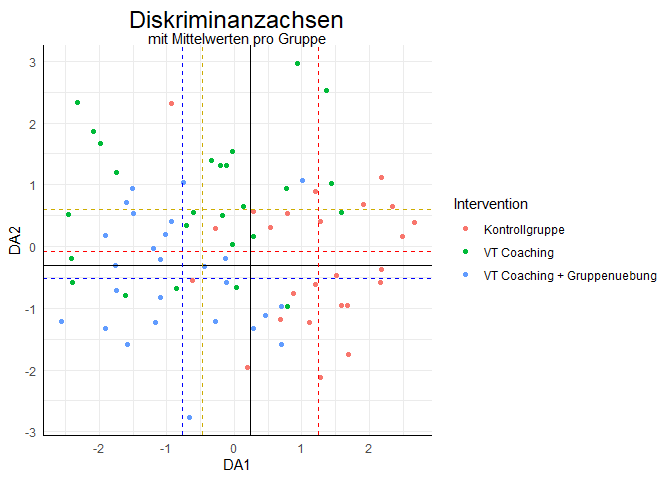 Diskriminanzachsen
mit Mittelwerten pro Gruppe
3
2
1
0
-1
-2
-3
DA2
-2
-1
0
1
2
DA1
Intervention
Kontrollgruppe
VT Coaching
VT Coaching + Gruppenuebung